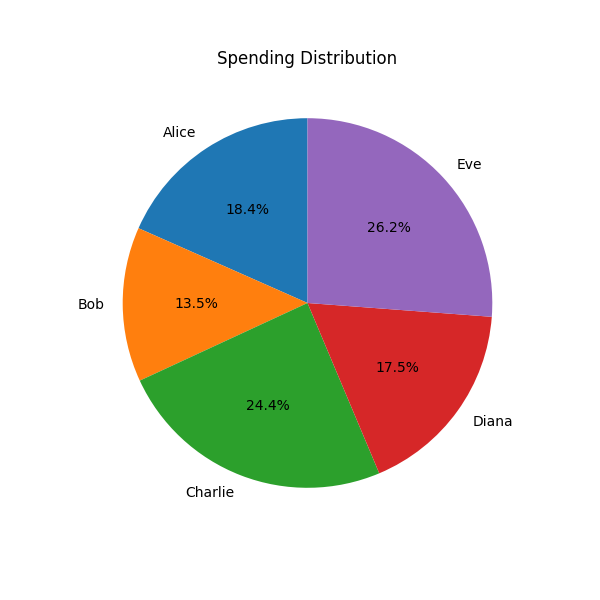 Spending Distribution
Alice
18.4%
Bob
13.5%
Charlie
24.4%
Diana
17.5%
Eve
26.2%